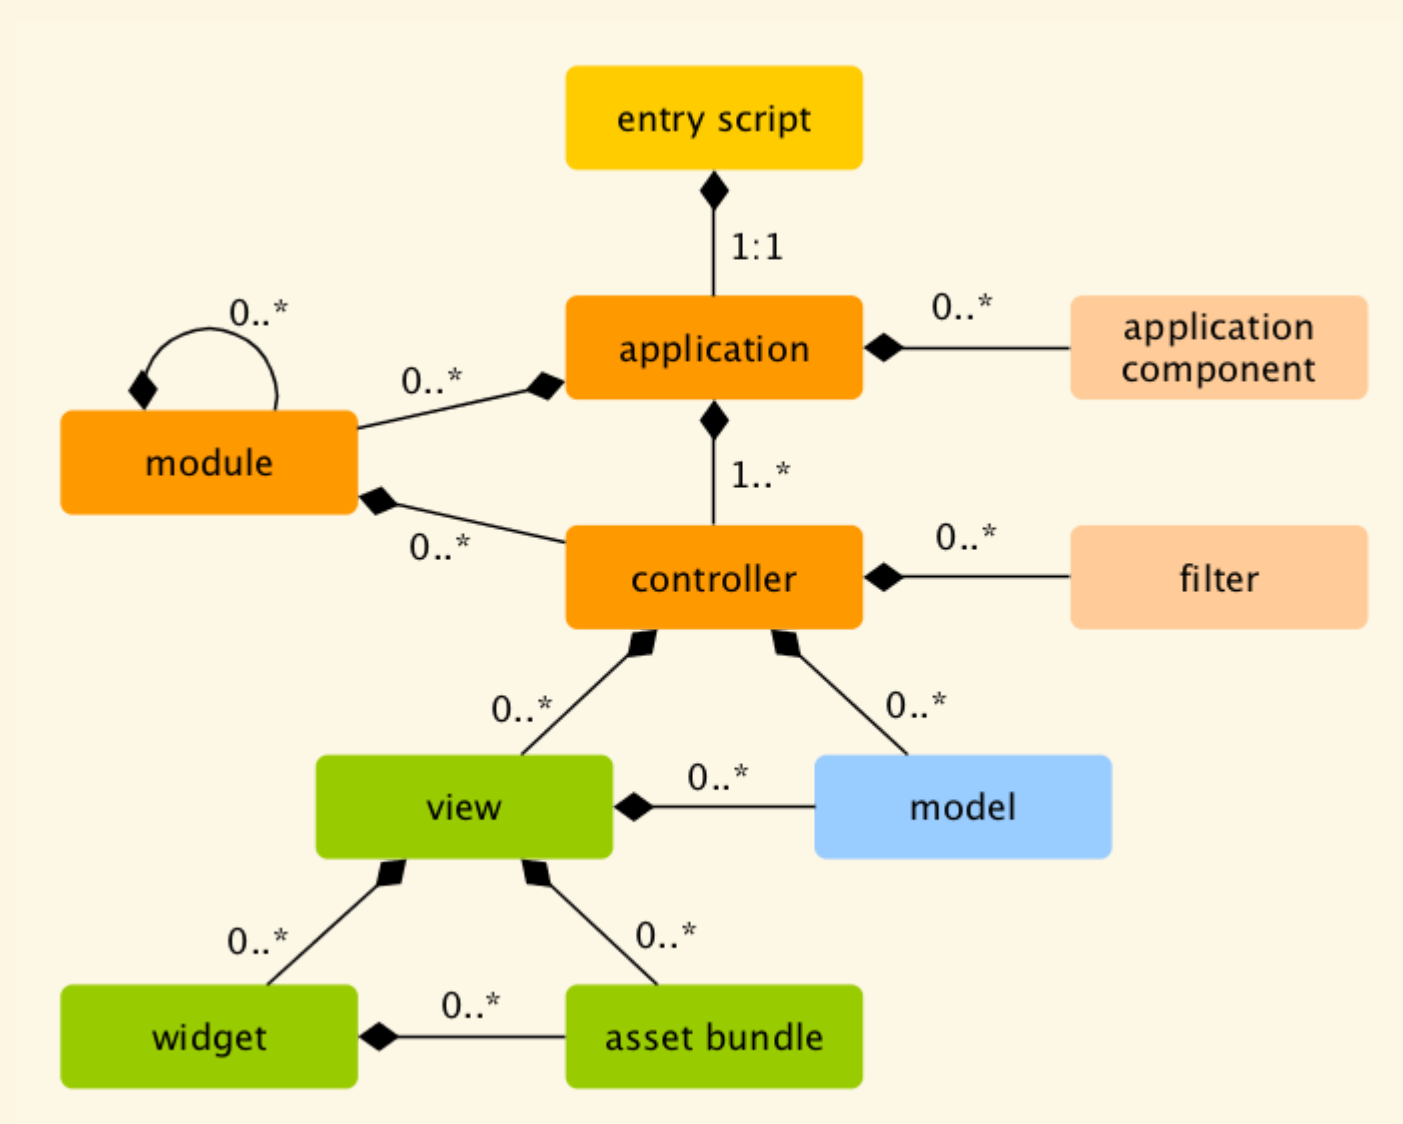 entry script
1:1
0..*
application
0..*
application
component
0..*
module
1..*
0..*
controller
0..*
filter
0..*
0..*
view
0..*
model
0..*
0..*
widget
0..*
asset bundle